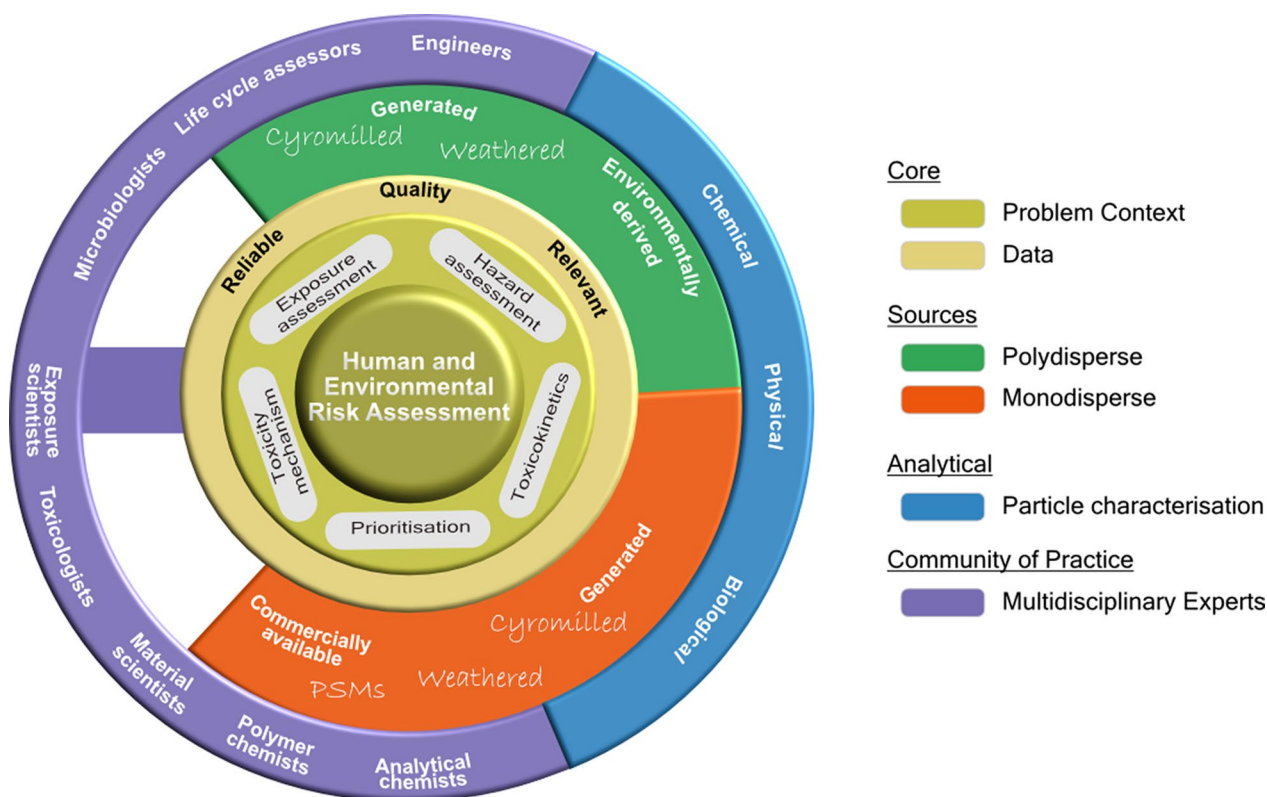 Engineers
Life cycle assessors
Microbiologists
Exposure
scientists
Toxicologists
Material
scientists
Polymer
chemists
Analytical
chemists
Chemical
Physical
Biological
Generated
Cyromilled
Weathered
Environmentally
derived
Generated
Cyromilled
Weathered
Commercially
available
PSMs
Quality
Reliable
Relevant
Exposure
assessment
Hazard
assessment
Toxicity
mechanism
Toxicokinetics
Prioritisation
Human and
Environmental
Risk Assessment
Core
Problem Context
Data
Sources
Polydisperse
Monodisperse
Analytical
Particle characterisation
Community of Practice
Multidisciplinary Experts